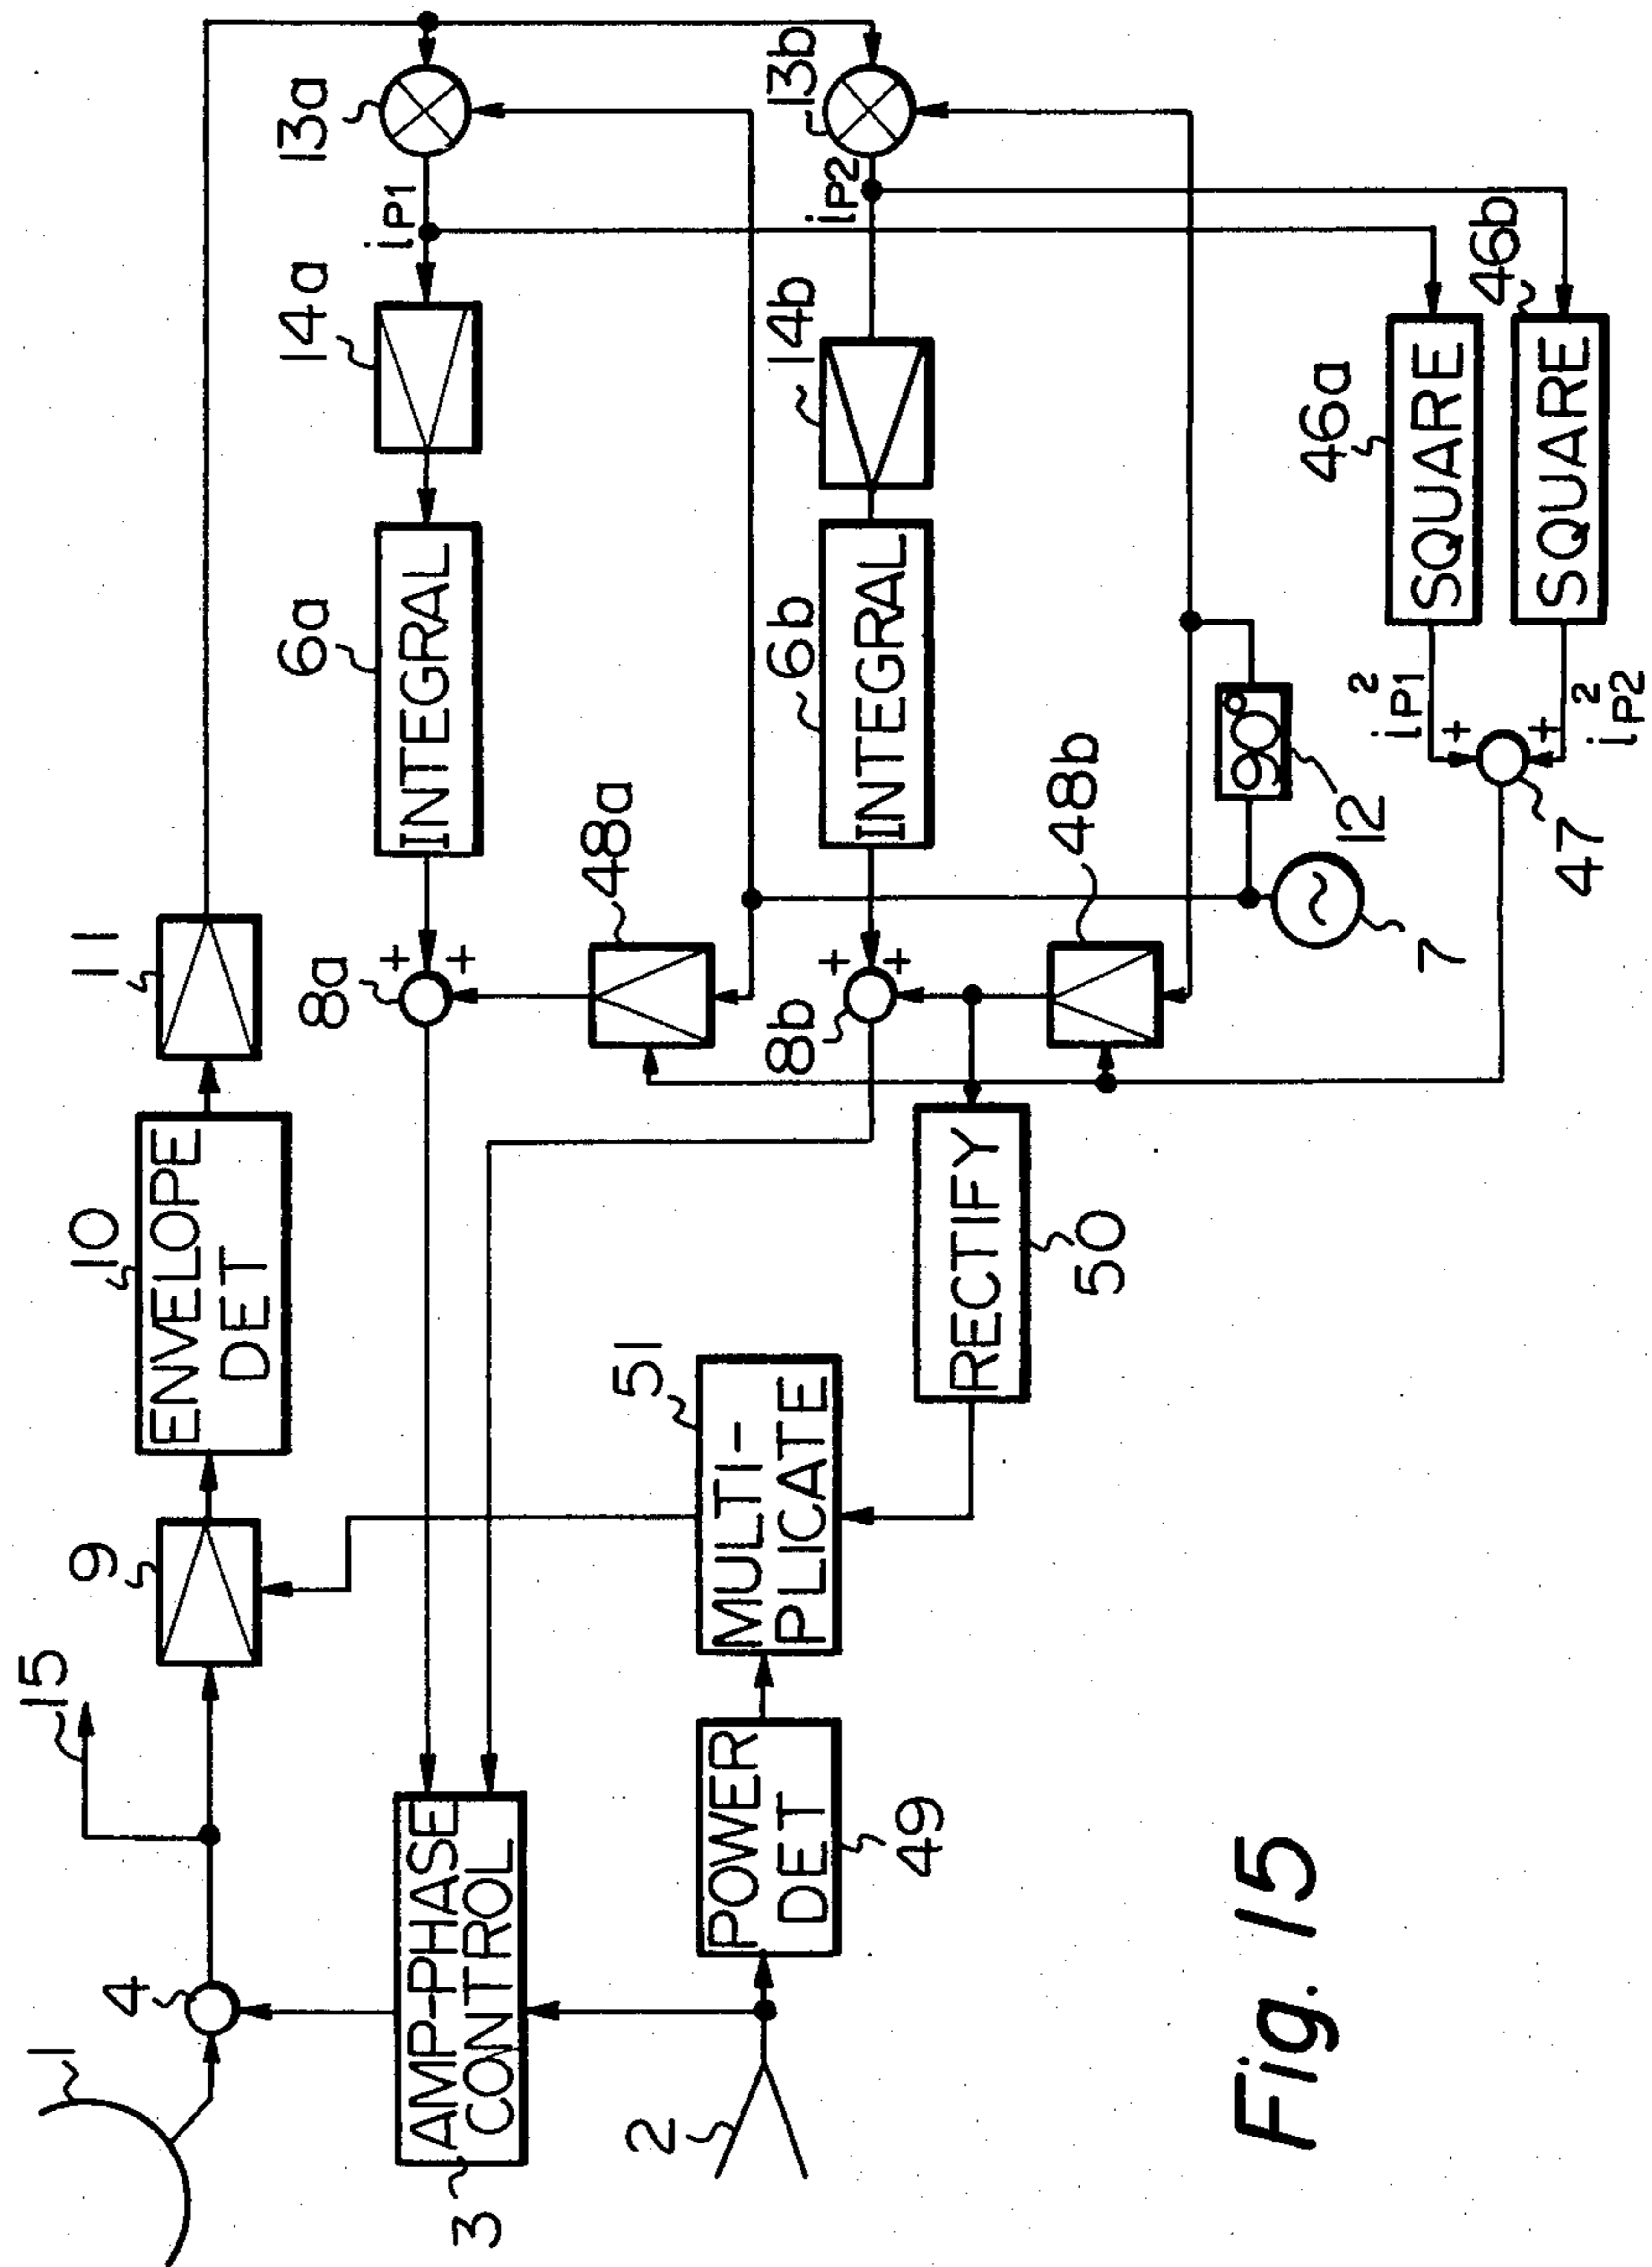 1
4
15
9
10
ENVELOPE
DET
11
3
AMP-PHASE
CONTROL
8a
+
+
6a
INTEGRAL
14a
iP1
13a
48a
2
POWER
DET
49
51
MULTI-
PLICATE
RECTIFY
50
8b
+
+
6b
INTEGRAL
14b
iP2
13b
48b
7
~
90°
12
47
+
+
iP1²
iP2²
46a
SQUARE
46b
SQUARE
Fig. 15